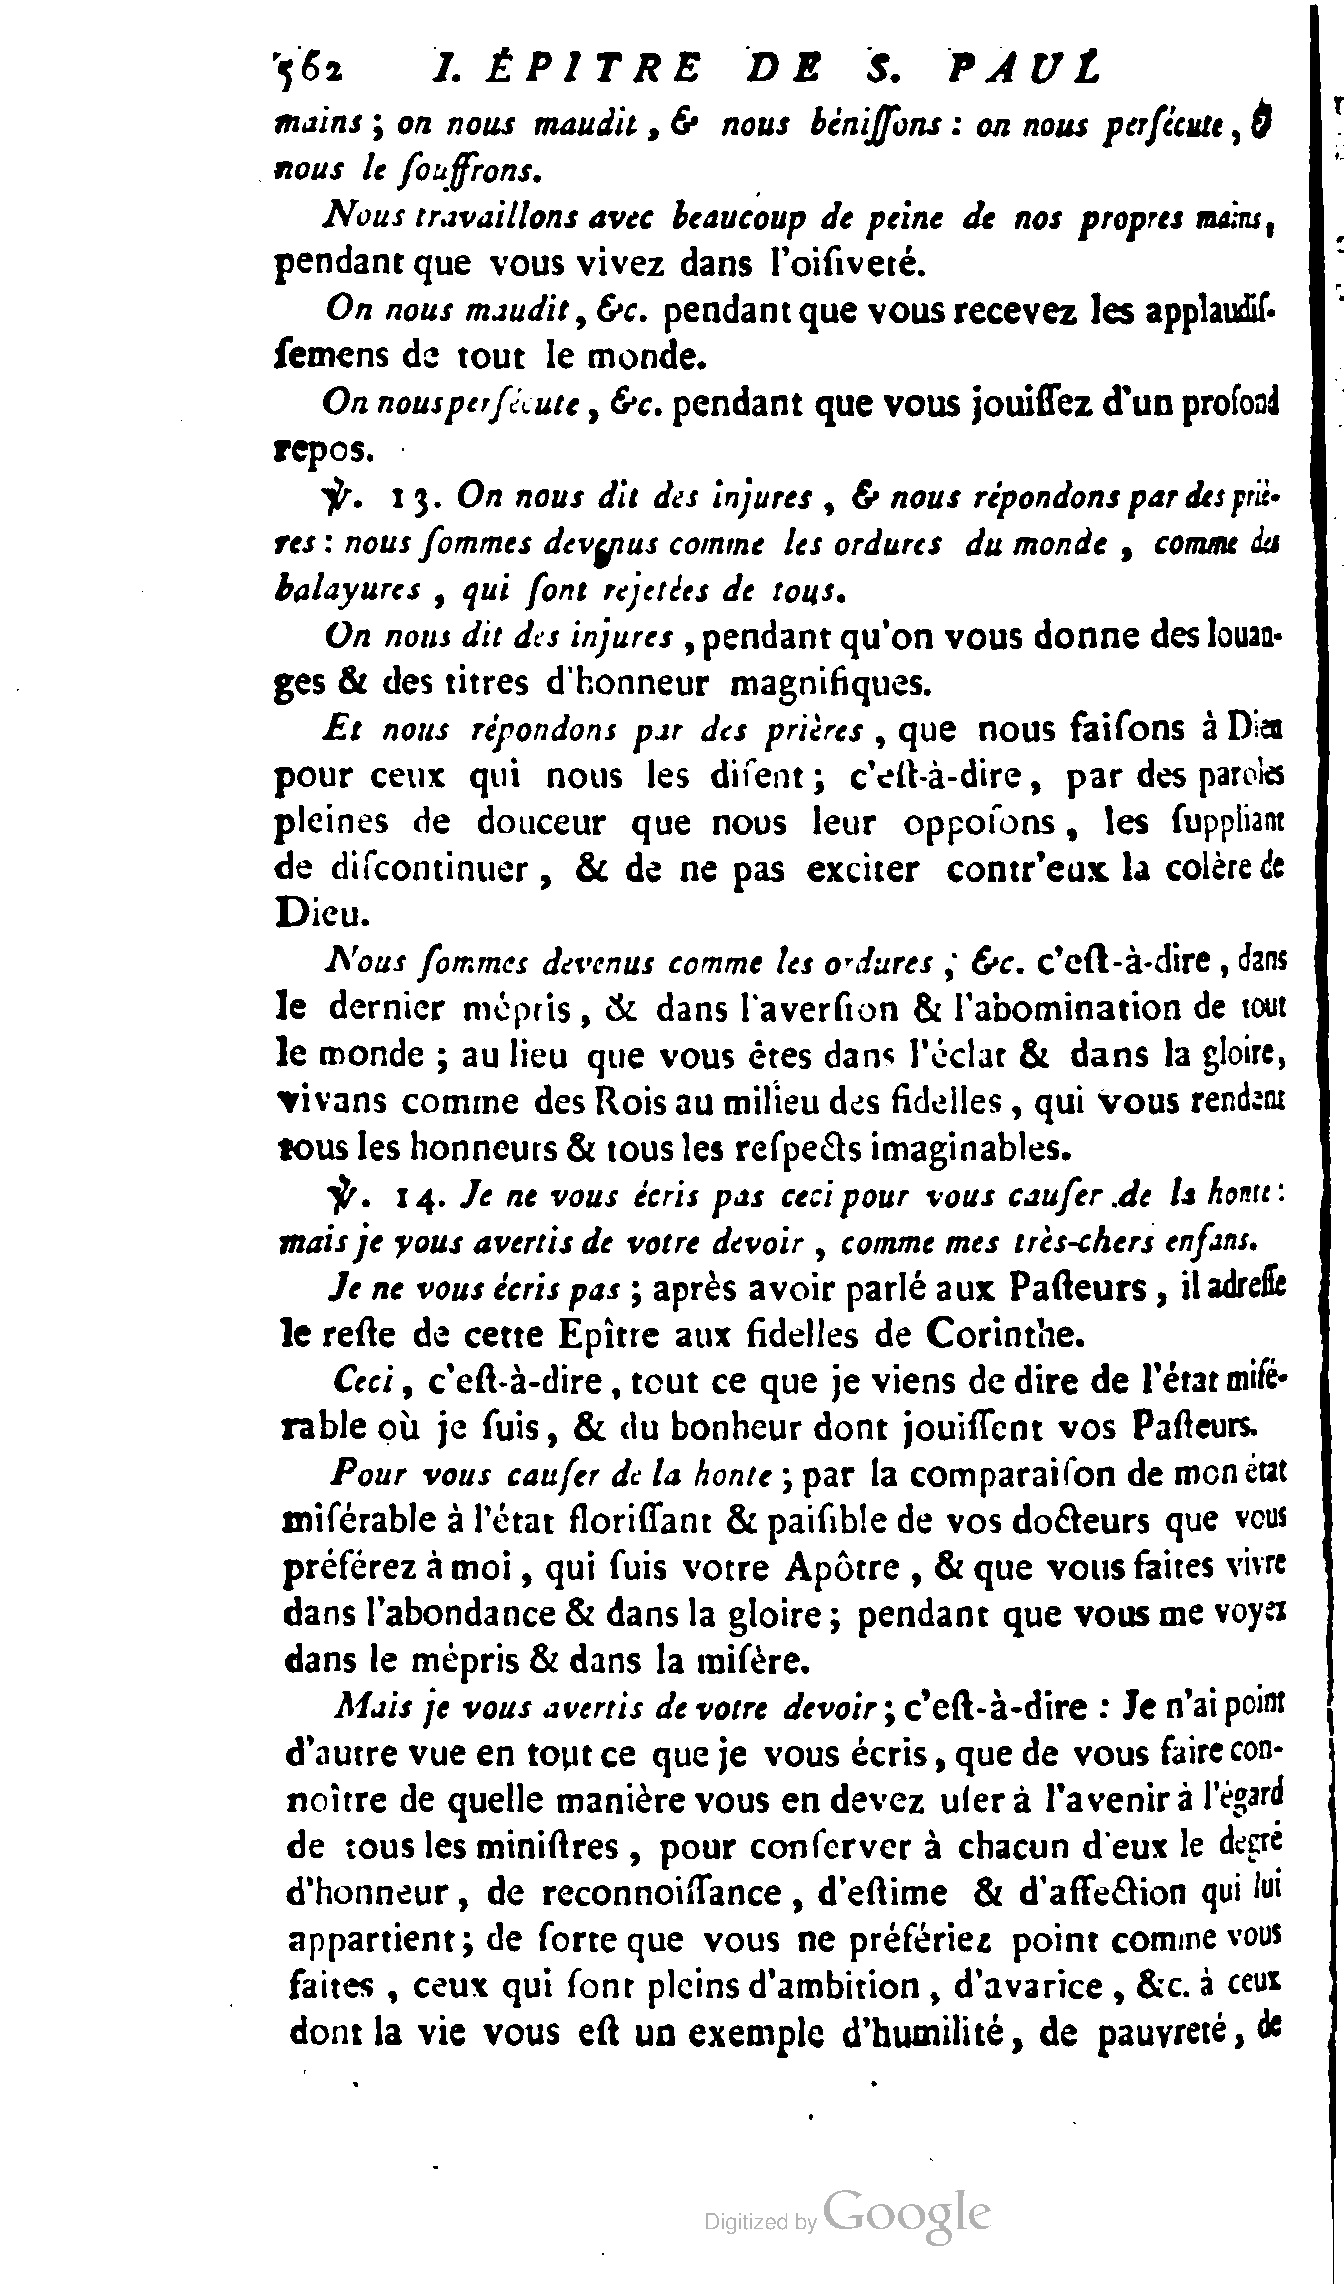 562 I. ÉPITRE DE S. PAUL
mains ; on nous maudit , & nous béniſſons : on nous perſécute , &
nous le ſouffrons.
Nous travaillons avec beaucoup de peine de nos propres mains,
pendant que vous vivez dans l'oiſiveté.
On nous maudit, &c. pendant que vous recevez les applaudiſ-
ſemens de tout le monde.
On nous perſécute , &c. pendant que vous jouiſſez d'un profond
repos.
℣. 13. On nous dit des injures , & nous répondons par des priè-
res : nous ſommes devenus comme les ordures du monde , comme des
balayures , qui ſont rejetées de tous.
On nous dit des injures , pendant qu'on vous donne des louan-
ges & des titres d'honneur magnifiques.
Et nous répondons par des prières , que nous faiſons à Dieu
pour ceux qui nous les diſent ; c'eſt-à-dire, par des paroles
pleines de douceur que nous leur oppoſons , les ſuppliant
de diſcontinuer , & de ne pas exciter contr'eux la colère de
Dieu.
Nous ſommes devenus comme les ordures ; &c. c'eſt-à-dire , dans
le dernier mépris, & dans l'averſion & l'abomination de tout
le monde ; au lieu que vous êtes dans l'éclat & dans la gloire,
vivans comme des Rois au milieu des fidelles , qui vous rendent
tous les honneurs & tous les reſpects imaginables.
℣. 14. Je ne vous écris pas ceci pour vous cauſer de la honte :
mais je vous avertis de votre devoir , comme mes très-chers enfans.
Je ne vous écris pas ; après avoir parlé aux Paſteurs , il adreſſe
le reſte de cette Epître aux fidelles de Corinthe.
Ceci, c'eſt-à-dire , tout ce que je viens de dire de l'état miſé-
rable où je ſuis, & du bonheur dont jouiſſent vos Paſteurs.
Pour vous cauſer de la honte ; par la comparaiſon de mon état
miſérable à l'état floriſſant & paiſible de vos docteurs que vous
préférez à moi , qui ſuis votre Apôtre , & que vous faites vivre
dans l'abondance & dans la gloire ; pendant que vous me voyez
dans le mépris & dans la miſère.
Mais je vous avertis de votre devoir ; c'eſt-à-dire : Je n'ai point
d'autre vue en tout ce que je vous écris, que de vous faire con-
noître de quelle manière vous en devez uſer à l'avenir à l'égard
de tous les miniſtres , pour conſerver à chacun d'eux le degré
d'honneur , de reconnoiſſance , d'eſtime & d'affection qui lui
appartient ; de ſorte que vous ne préfériez point comme vous
faites , ceux qui ſont pleins d'ambition , d'avarice , &c. à ceux
dont la vie vous eſt un exemple d'humilité, de pauvreté, de
Digitized by Google